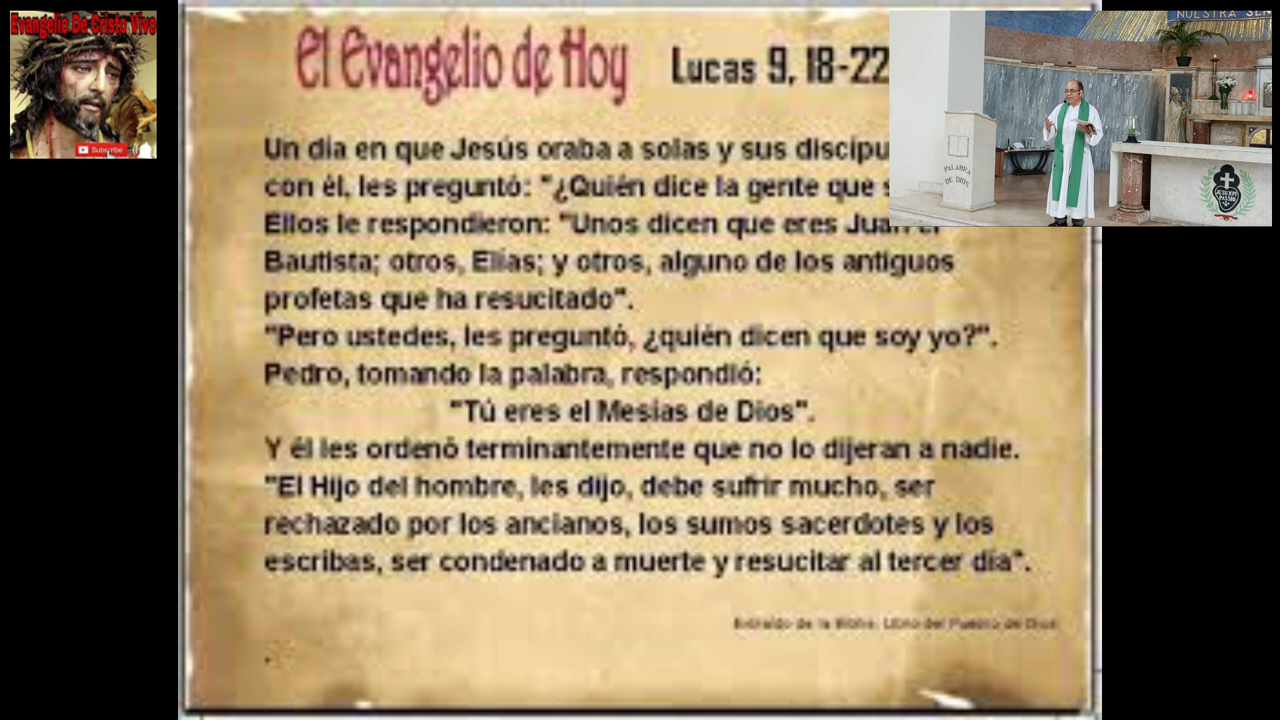 Evangelio De Cristo Vivo
Subscribe
El Evangelio de Hoy Lucas 9, 18-22
NUESTRA
PALABRA
DE DIOS
JESU XPI
PASSIO
Un día en que Jesús oraba a solas y sus discípu
con él, les preguntó: "¿Quién dice la gente que s
Ellos le respondieron: "Unos dicen que eres Juan el
Bautista; otros, Elías; y otros, alguno de los antiguos
profetas que ha resucitado".
"Pero ustedes, les preguntó, ¿quién dicen que soy yo?".
Pedro, tomando la palabra, respondió:
"Tú eres el Mesías de Dios".
Y él les ordenó terminantemente que no lo dijeran a nadie.
"El Hijo del hombre, les dijo, debe sufrir mucho, ser
rechazado por los ancianos, los sumos sacerdotes y los
escribas, ser condenado a muerte y resucitar al tercer día".
Extraído de la Biblia: Libro del Pueblo de Dios